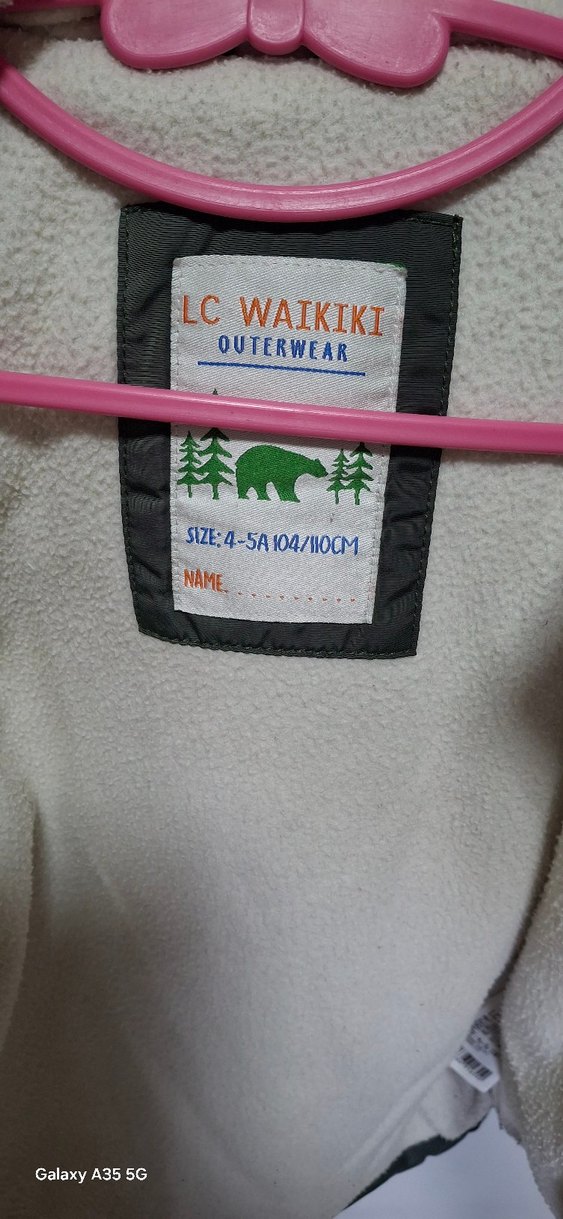 LC WAIKIKI
OUTERWEAR
SIZE: 4-5A 104/110CM
NAME. . . . . . . . . . .
Galaxy A35 5G